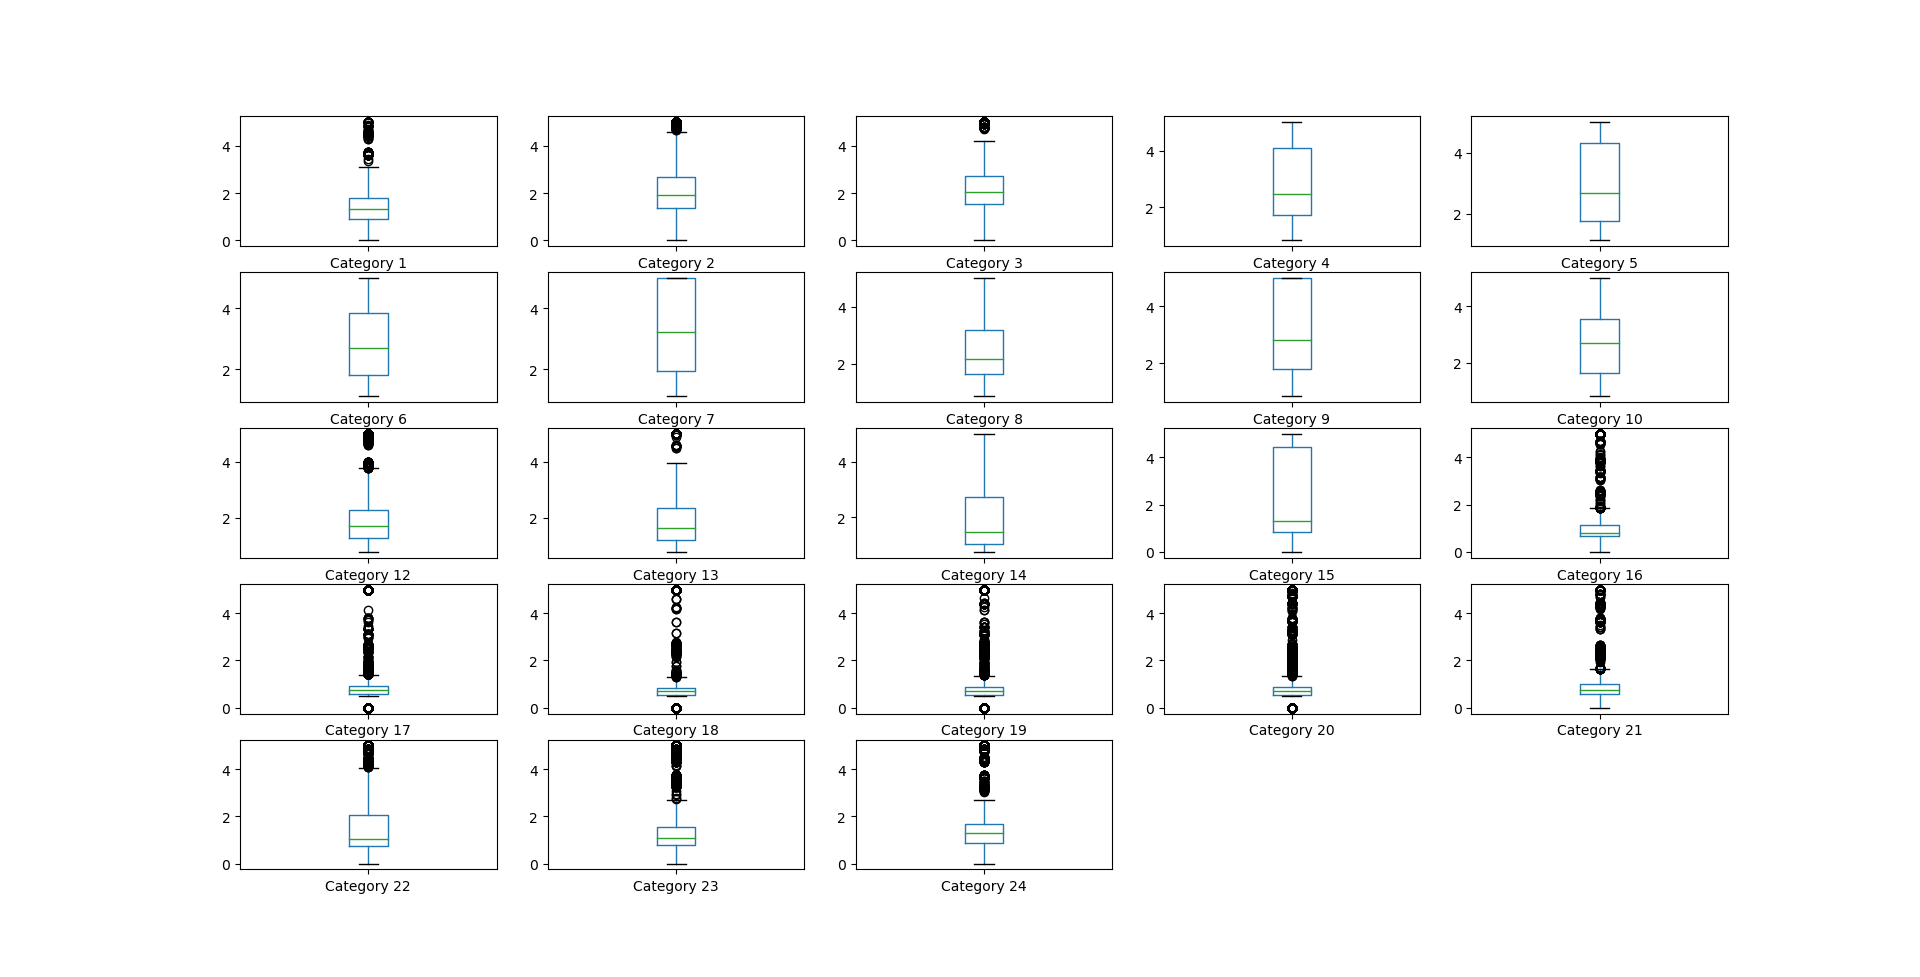 4
2
0
Category 1
4
2
0
Category 2
4
2
0
Category 3
4
2
Category 4
4
2
Category 5
4
2
Category 6
4
2
Category 7
4
2
Category 8
4
2
Category 9
4
2
Category 10
4
2
Category 12
4
2
Category 13
4
2
Category 14
4
2
0
Category 15
4
2
0
Category 16
4
2
0
Category 17
4
2
0
Category 18
4
2
0
Category 19
4
2
0
Category 20
4
2
0
Category 21
4
2
0
Category 22
4
2
0
Category 23
4
2
0
Category 24